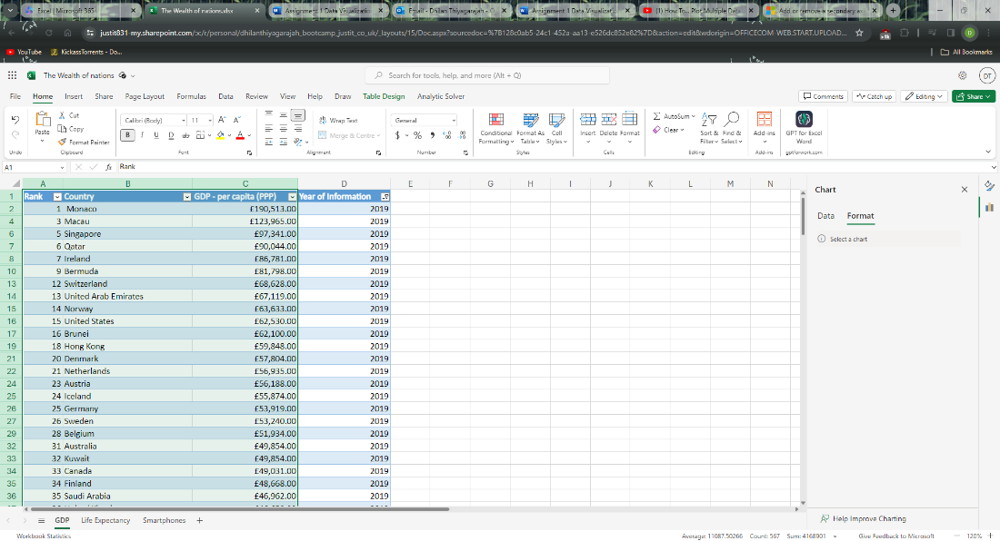 Excel | Microsoft 365
The Wealth of nations.xlsx
Assignment 1 Data Visualizatio
Email - Dhilan Thiyagarajah - O
Assignment 1 Data Visualizat
(1) How To... Plot Multiple Data
Add or remove a secondary ax
justit831-my.sharepoint.com/:x:/r/personal/dhilanthiyagarajah_bootcamp_justit_co_uk/_layouts/15/Doc.aspx?sourcedoc=%7B128c0ab5-24c1-452a-aa13-e526dc852e82%7D&action=edit&wdorigin=OFFICECOM-WEB.START.UPLOAD...
YouTube KickassTorrents - Do...
All Bookmarks
The Wealth of nations
Search for tools, help, and more (Alt + Q)
DT
File Home Insert Share Page Layout Formulas Data Review View Help Draw Table Design Analytic Solver
Comments Catch up Editing Share
Paste Cut
Copy
Format Painter
Calibri (Body) 11
B I U D ab
Wrap Text
Merge & Centre
General
$ %
Conditional Formatting Format As Table Cell Styles
Insert Delete Format
AutoSum
Clear
Sort & Filter Find & Select
Add-ins
GPT for Excel Word
Undo Clipboard Font Alignment Number Styles Cells Editing Add-ins gptforwork.com
A1 fx Rank
A B C D E F G H I J K L M N
1 Rank Country GDP - per capita (PPP) Year of Information
2 1 Monaco £190,513.00 2019
4 3 Macau £123,965.00 2019
6 5 Singapore £97,341.00 2019
7 6 Qatar £90,044.00 2019
8 7 Ireland £86,781.00 2019
10 9 Bermuda £81,798.00 2019
13 12 Switzerland £68,628.00 2019
14 13 United Arab Emirates £67,119.00 2019
15 14 Norway £63,633.00 2019
16 15 United States £62,530.00 2019
17 16 Brunei £62,100.00 2019
19 18 Hong Kong £59,848.00 2019
21 20 Denmark £57,804.00 2019
22 21 Netherlands £56,935.00 2019
24 23 Austria £56,188.00 2019
25 24 Iceland £55,874.00 2019
26 25 Germany £53,919.00 2019
27 26 Sweden £53,240.00 2019
29 28 Belgium £51,934.00 2019
32 31 Australia £49,854.00 2019
33 32 Kuwait £49,854.00 2019
34 33 Canada £49,031.00 2019
35 34 Finland £48,668.00 2019
36 35 Saudi Arabia £46,962.00 2019
Chart
Data Format
Select a chart
Help Improve Charting
GDP Life Expectancy Smartphones
Workbook Statistics
Average: 11087.50266 Count: 567 Sum: 4168901 Give Feedback to Microsoft 120%